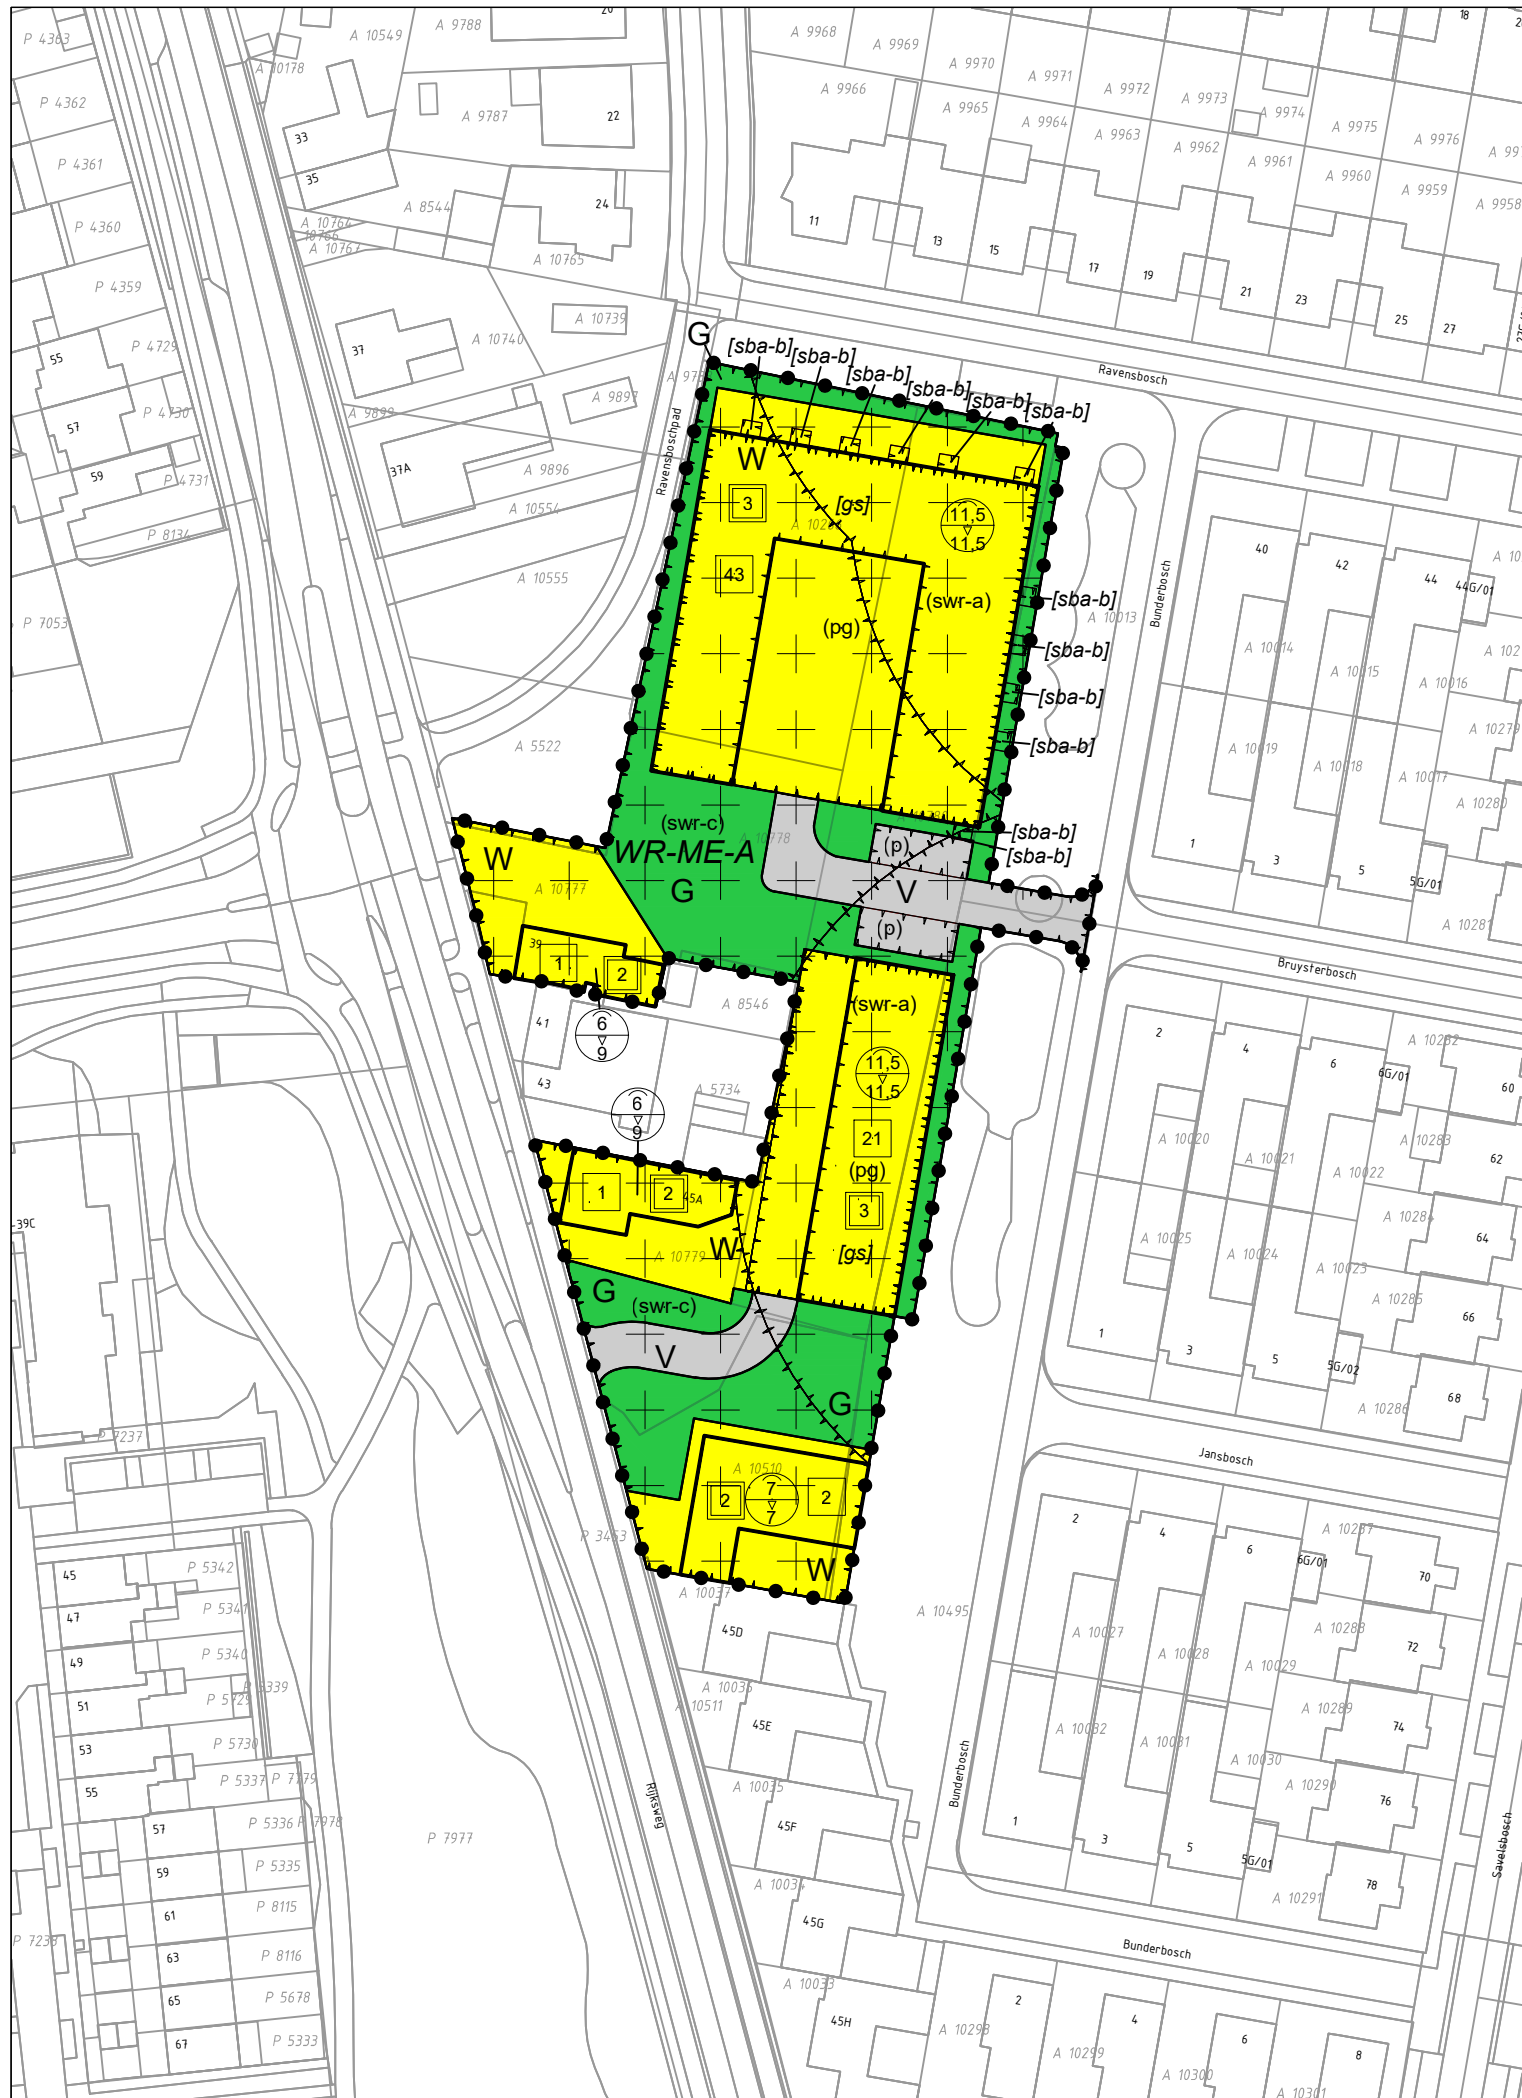 P 4363
A 10549
A 9788
20
A 9968
A 9969
A 9970
A 9971
A 9972
A 9973
A 9974
A 9975
A 9976
18
A 10178
P 4362
A 9787
22
A 9966
A 9965
A 9964
A 9963
A 9962
A 9961
A 9960
A 9959
A 9958
33
35
P 4361
A 8544
24
A 10764
10766
A 10767
A 10765
P 4360
11
13
15
17
19
21
23
25
27
P 4359
A 10739
A 10740
37
55
P 4729
G
[sba-b]
[sba-b]
[sba-b]
[sba-b]
[sba-b]
[sba-b]
Ravensbosch
A 9897
A 9899
P 4730
57
Ravensboschpad
37A
A 9896
59
P 4731
W
3
[gs]
11,5
11,5
A 10554
P 8134
40
42
44
44G/01
A 10555
43
(pg)
(swr-a)
[sba-b]
A 10013
Bunderbosch
P 7053
[sba-b]
A 10014
A 10015
A 10016
[sba-b]
A 5522
[sba-b]
A 10019
A 10018
A 10017
A 10279
A 10280
(swr-c)
WR-ME-A
A 10778
G
(p)
[sba-b]
[sba-b]
V
(p)
W
A 10777
1
3
5
5G/01
A 10281
39
1
2
Bruysterbosch
A 8546
41
6
9
(swr-a)
2
4
6
6G/01
A 10282
60
43
11,5
11,5
A 5734
6
9
21
(pg)
3
[gs]
A 10020
A 10021
A 10022
A 10283
62
1
2
45A
W
A 10779
39C
A 10025
A 10024
A 10023
A 10284
64
G
(swr-c)
V
A 10285
66
1
3
5
5G/02
A 10286
68
G
P 7237
Jansbosch
A 10510
2
7
7
2
W
P 3463
2
4
6
6G/01
A 10287
70
45
P 5342
47
P 5341
49
P 5340
P 5339
51
P 5729
53
P 5730
55
P 5337
P 7179
57
P 5336
P 7978
59
P 5335
61
P 8115
63
P 8116
65
P 5678
67
P 5333
P 7238
P 7977
Rijksweg
A 10037
45D
A 10495
A 10036
A 10511
45E
A 10035
45F
A 10034
45G
A 10033
45H
A 10027
A 10028
A 10029
A 10288
72
A 10032
A 10031
A 10030
A 10289
74
A 10290
76
Bunderbosch
1
3
5
5G/01
A 10291
78
Savelsbosch
Bunderbosch
2
4
6
8
A 10298
A 10299
A 10300
A 10301